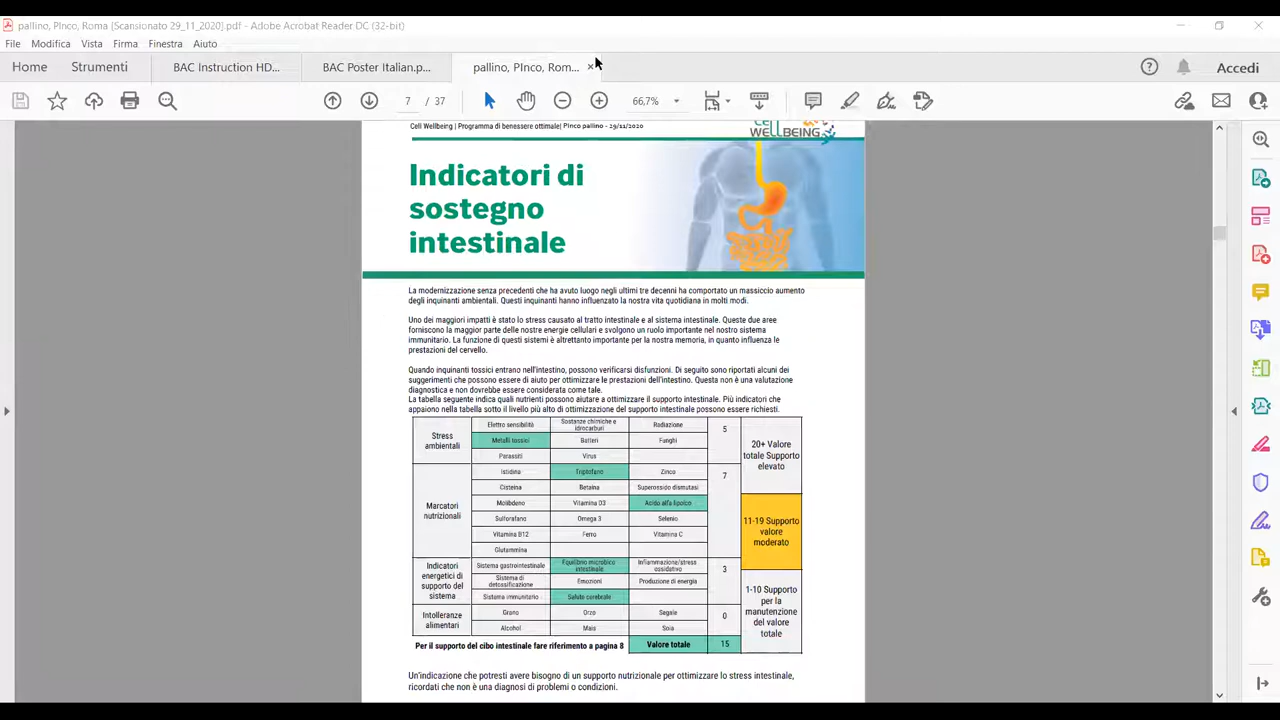 pallino, PInco, Roma [Scansionato 29_11_2020].pdf - Adobe Acrobat Reader DC (32-bit)
File Modifica Vista Firma Finestra Aiuto
Home Strumenti BAC Instruction HD... BAC Poster Italian.p... pallino, PInco, Rom... ×
Accedi
7 / 37 66,7%
Cell Wellbeing | Programma di benessere ottimale| PInco pallino - 29/11/2020
CELL
WELLBEING
Indicatori di
sostegno
intestinale
La modernizzazione senza precedenti che ha avuto luogo negli ultimi tre decenni ha comportato un massiccio aumento
degli inquinanti ambientali. Questi inquinanti hanno influenzato la nostra vita quotidiana in molti modi.
Uno dei maggiori impatti è stato lo stress causato al tratto intestinale e al sistema intestinale. Queste due aree
forniscono la maggior parte delle nostre energie cellulari e svolgono un ruolo importante nel nostro sistema
immunitario. La funzione di questi sistemi è altrettanto importante per la nostra memoria, in quanto influenza le
prestazioni del cervello.
Quando inquinanti tossici entrano nell'intestino, possono verificarsi disfunzioni. Di seguito sono riportati alcuni dei
suggerimenti che possono essere di aiuto per ottimizzare le prestazioni dell'intestino. Questa non è una valutazione
diagnostica e non dovrebbe essere considerata come tale.
La tabella seguente indica quali nutrienti possono aiutare a ottimizzare il supporto intestinale. Più indicatori che
appaiono nella tabella sotto il livello più alto di ottimizzazione del supporto intestinale possono essere richiesti.
Stress
ambientali
Elettro sensibilità
Sostanze chimiche e
idrocarburi
Radiazione
Metalli tossici
Batteri
Funghi
Parassiti
Virus
5
Marcatori
nutrizionali
Istidina
Triptofano
Zinco
Cisteina
Betaina
Superossido dismutasi
Molibdeno
Vitamina D3
Acido alfa lipoico
Sulforafano
Omega 3
Selenio
Vitamina B12
Ferro
Vitamina C
Glutammina
7
Indicatori
energetici di
supporto del
sistema
Sistema gastrointestinale
Equilibrio microbico
intestinale
Infiammazione/stress
ossidativo
Sistema di
detossificazione
Emozioni
Produzione di energia
Sistema immunitario
Salute cerebrale
3
Intolleranze
alimentari
Grano
Orzo
Segale
Alcohol
Mais
Soia
0
20+ Valore
totale Supporto
elevato
11-19 Supporto
valore
moderato
1-10 Supporto
per la
manutenzione
del valore
totale
Per il supporto del cibo intestinale fare riferimento a pagina 8
Valore totale
15
Un'indicazione che potresti avere bisogno di un supporto nutrizionale per ottimizzare lo stress intestinale,
ricordati che non è una diagnosi di problemi o condizioni.